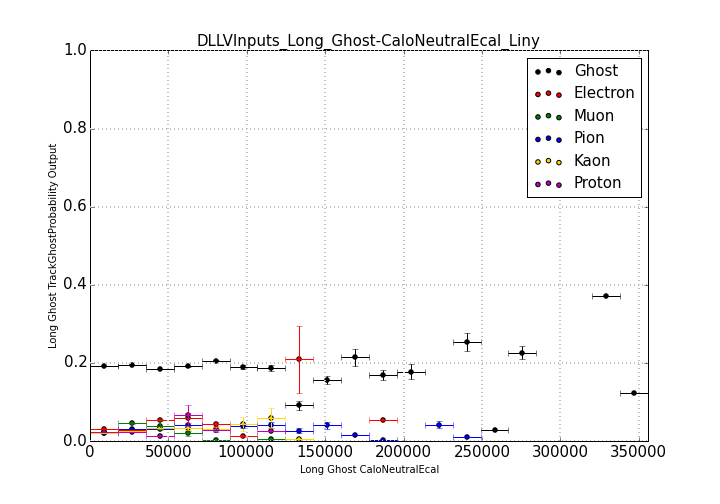 DLLVInputs_Long_Ghost-CaloNeutralEcal_Liny
1.0
0.8
0.6
0.4
0.2
0.0
Long Ghost TrackGhostProbability Output
Ghost
Electron
Muon
Pion
Kaon
Proton
0 50000 100000 150000 200000 250000 300000 350000
Long Ghost CaloNeutralEcal